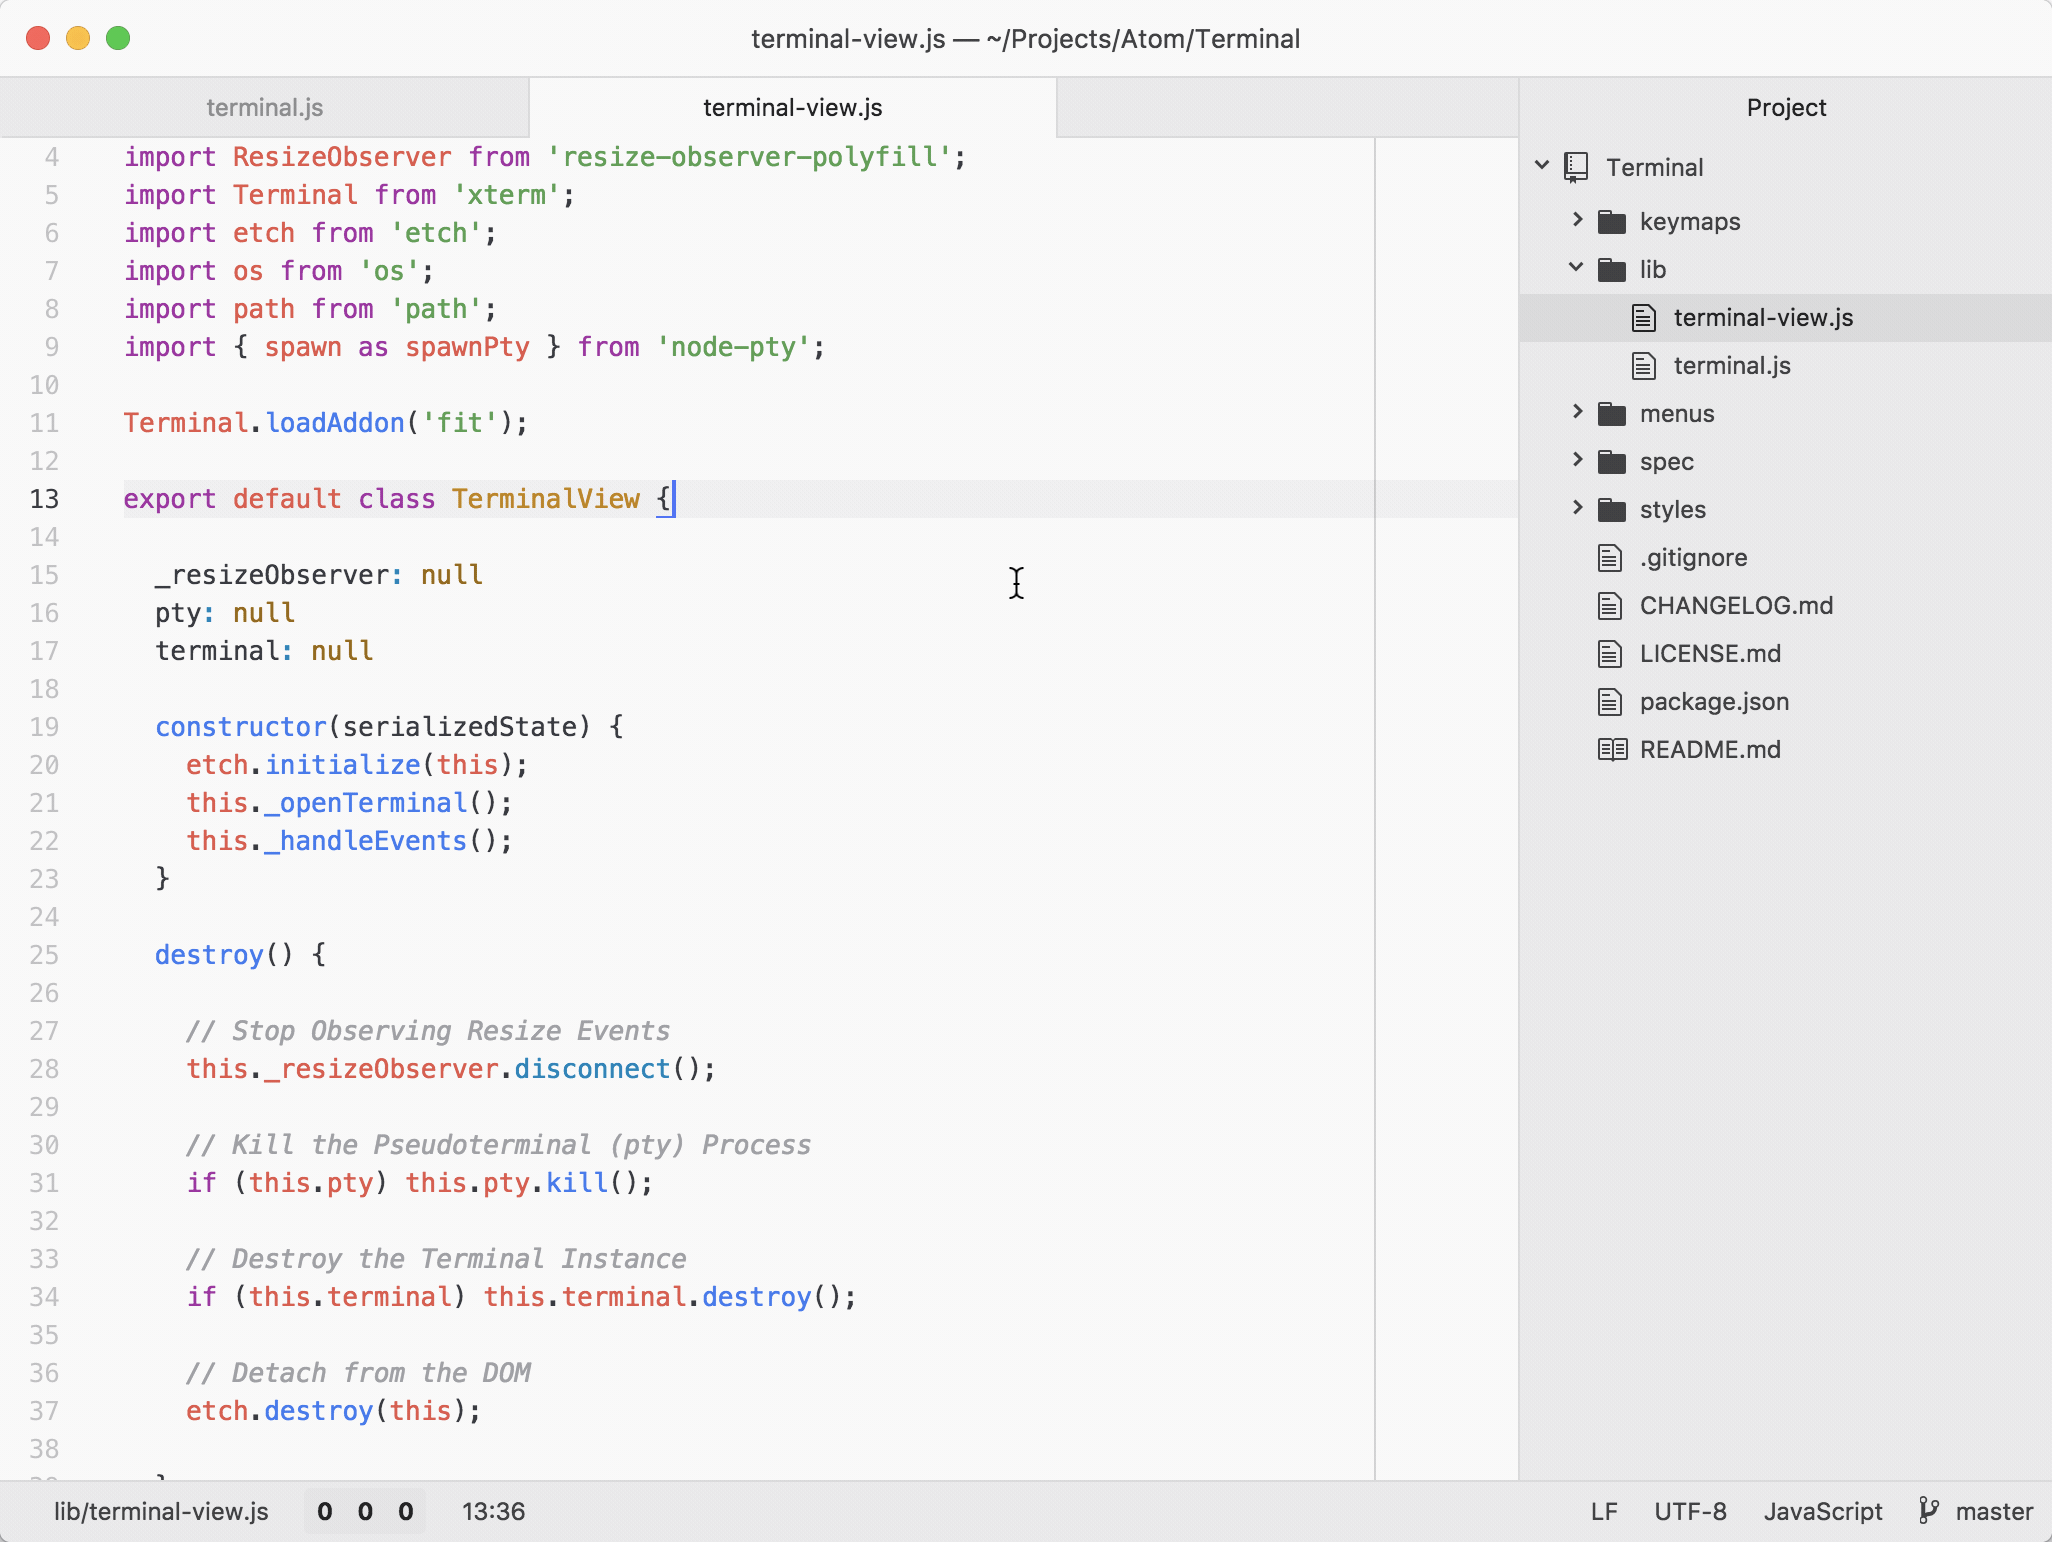 terminal-view.js — ~/Projects/Atom/Terminal
terminal.js
terminal-view.js
4 import ResizeObserver from 'resize-observer-polyfill';
5 import Terminal from 'xterm';
6 import etch from 'etch';
7 import os from 'os';
8 import path from 'path';
9 import { spawn as spawnPty } from 'node-pty';
10
11 Terminal.loadAddon('fit');
12
13 export default class TerminalView {
14
15 _resizeObserver: null
16 pty: null
17 terminal: null
18
19 constructor(serializedState) {
20 etch.initialize(this);
21 this._openTerminal();
22 this._handleEvents();
23 }
24
25 destroy() {
26
27 // Stop Observing Resize Events
28 this._resizeObserver.disconnect();
29
30 // Kill the Pseudoterminal (pty) Process
31 if (this.pty) this.pty.kill();
32
33 // Destroy the Terminal Instance
34 if (this.terminal) this.terminal.destroy();
35
36 // Detach from the DOM
37 etch.destroy(this);
38
Project
Terminal
keymaps
lib
terminal-view.js
terminal.js
menus
spec
styles
.gitignore
CHANGELOG.md
LICENSE.md
package.json
README.md
lib/terminal-view.js 0 0 0 13:36
LF UTF-8 JavaScript master